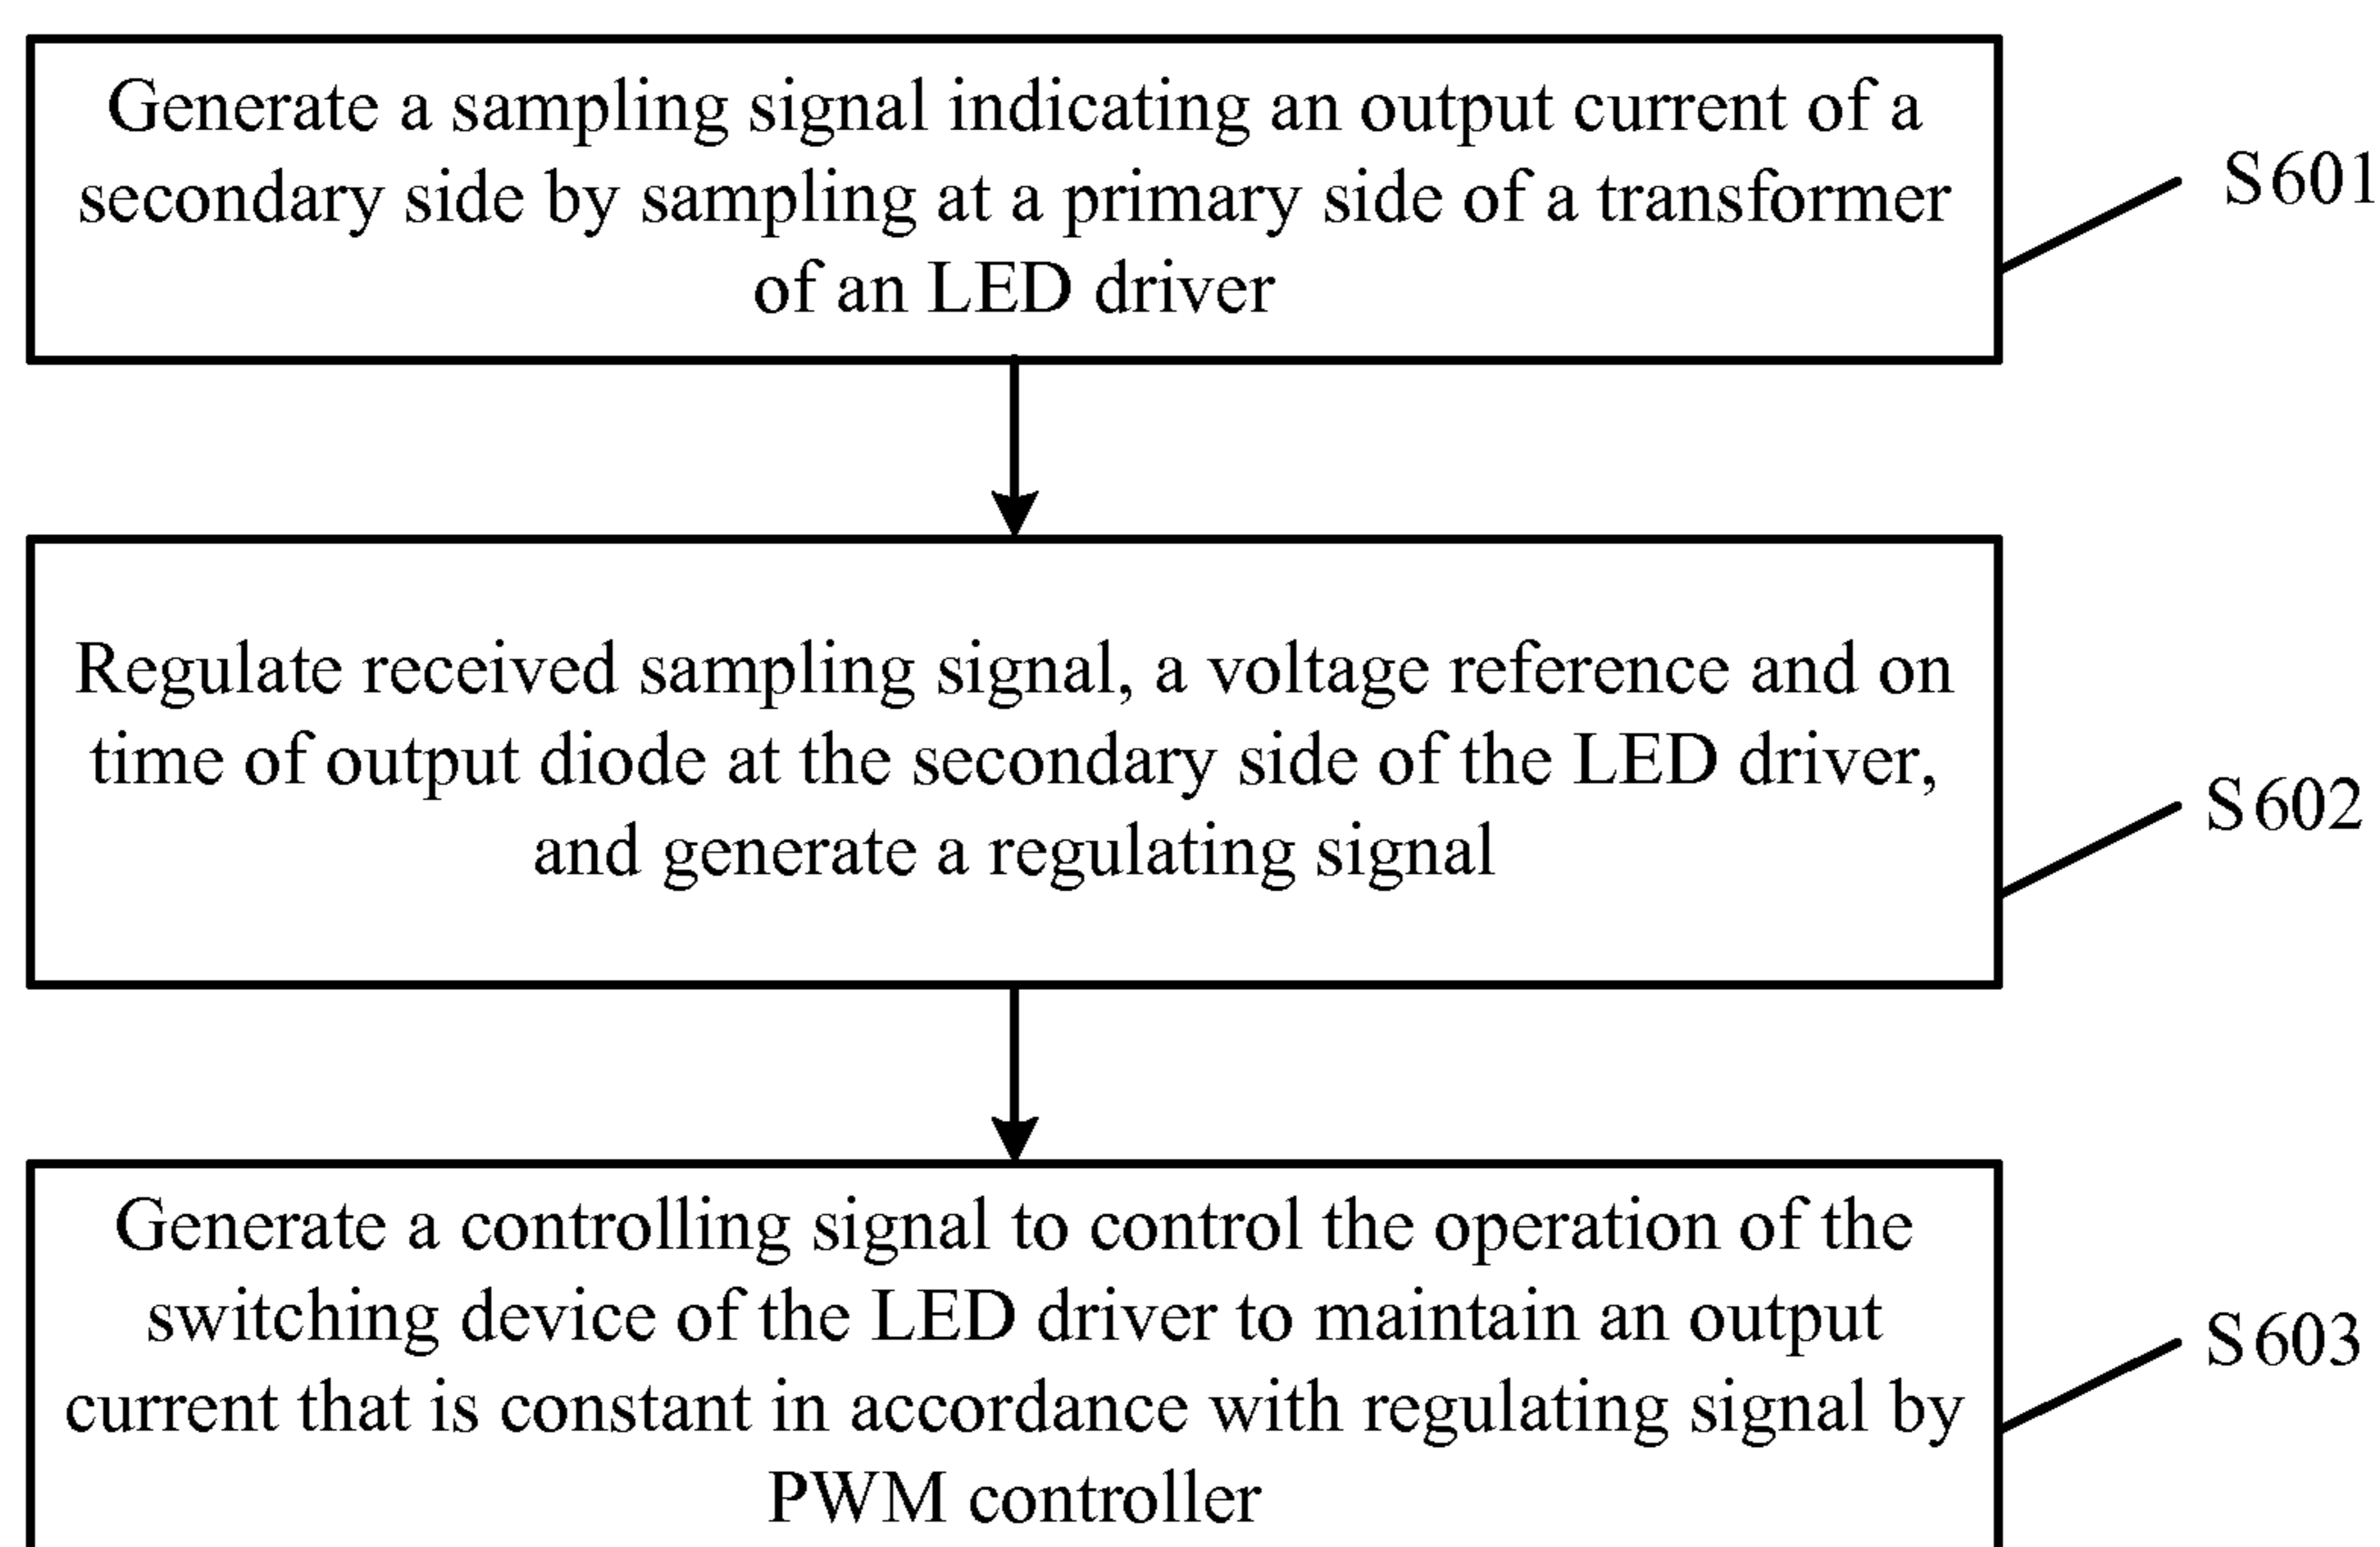 Generate a sampling signal indicating an output current of a
secondary side by sampling at a primary side of a transformer
of an LED driver
S601
Regulate received sampling signal, a voltage reference and on
time of output diode at the secondary side of the LED driver,
and generate a regulating signal
S602
Generate a controlling signal to control the operation of the
switching device of the LED driver to maintain an output
current that is constant in accordance with regulating signal by
PWM controller
S603